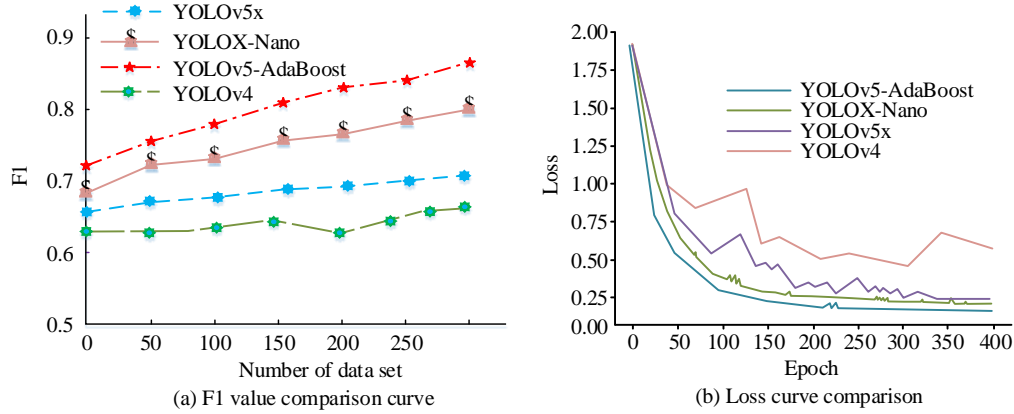 YOLOv5x
YOLOX-Nano
YOLOv5-AdaBoost
YOLOv4
0.9
0.8
0.7
0.6
0.5
F1
$
$
$
$
$
$
$
0 50 100 150 200 250
Number of data set
(a) F1 value comparison curve
2.00
1.75
1.50
1.25
1.00
0.75
0.50
0.25
0.00
Loss
YOLOv5-AdaBoost
YOLOX-Nano
YOLOv5x
YOLOv4
0 50 100 150 200 250 300 350 400
Epoch
(b) Loss curve comparison